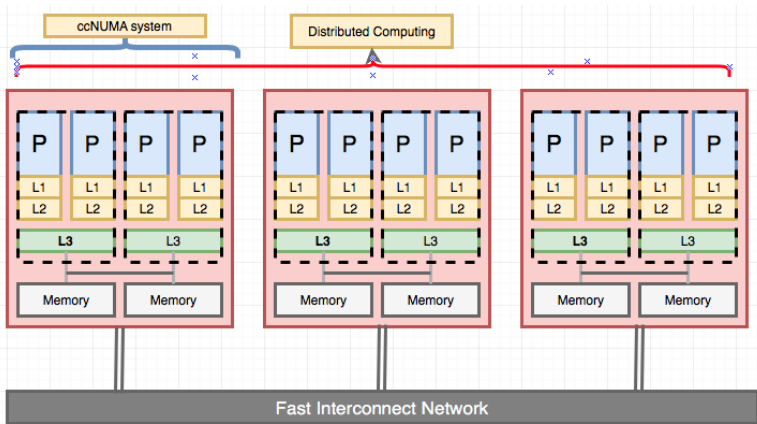 ccNUMA system
Distributed Computing
P P P P P P P P P P P P
L1 L1 L1 L1 L1 L1 L1 L1 L1 L1 L1 L1
L2 L2 L2 L2 L2 L2 L2 L2 L2 L2 L2 L2
L3 L3 L3 L3 L3 L3
Memory Memory Memory Memory Memory Memory
Fast Interconnect Network